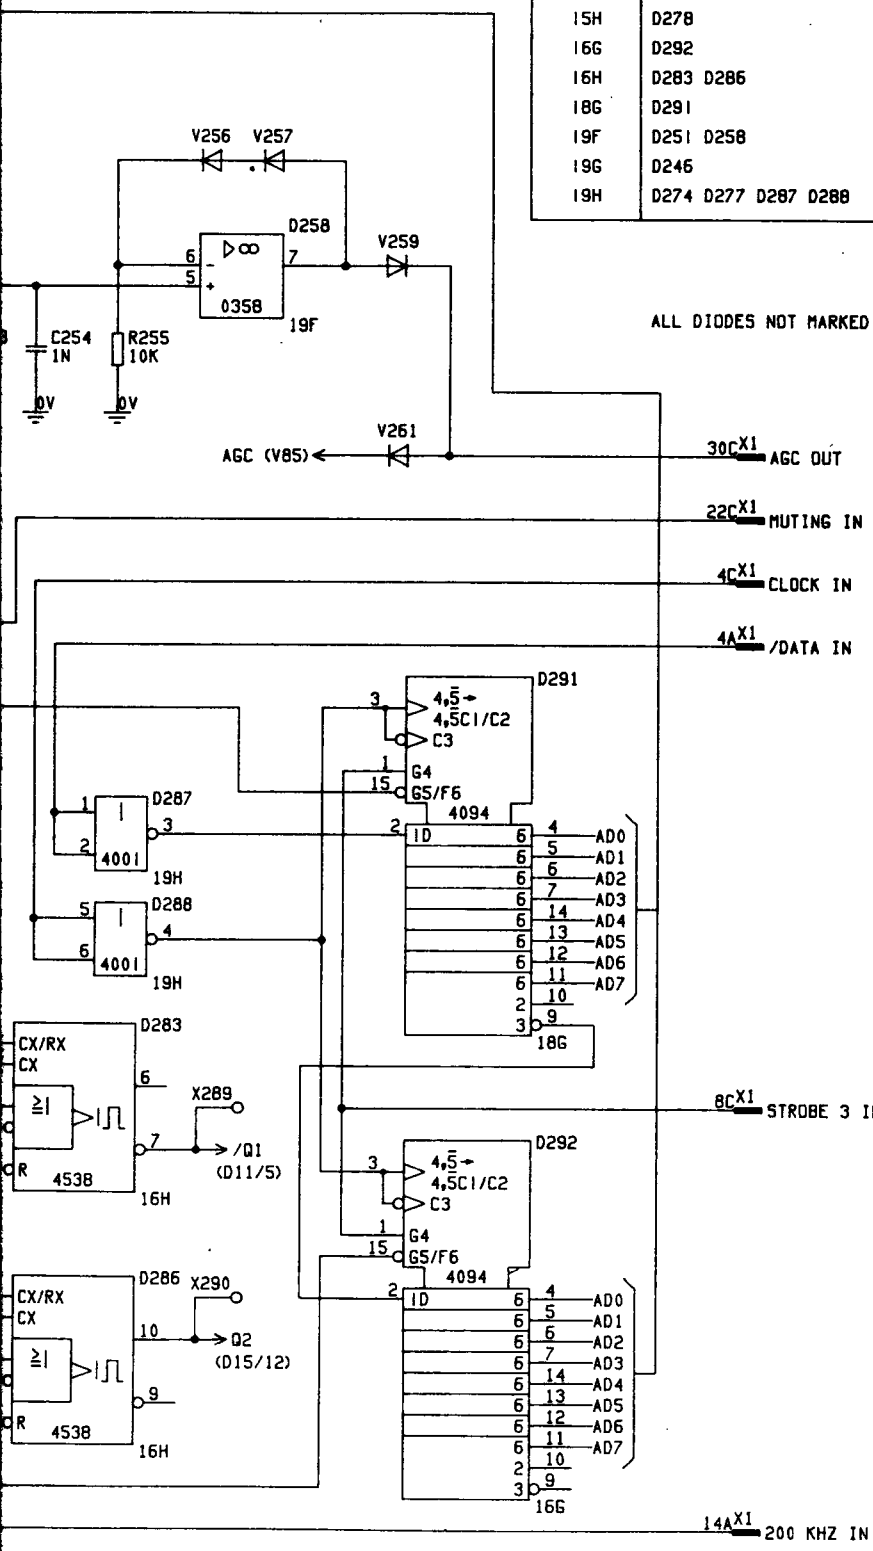 15H D278
16G D292
16H D283 D286
18G D291
19F D251 D258
19G D246
19H D274 D277 D287 D288
V256 V257
D258
6 - ▷∞ 7
5 +
0358
19F
V259
ALL DIODES NOT MARKED
C254
1N
R255
10K
0V 0V
V261
AGC (V85)
30C X1 AGC OUT
22C X1 MUTING IN
4C X1 CLOCK IN
4A X1 /DATA IN
D291
3 4,5̅→
4,5̅C1/C2
C3
1 G4
15 G5/F6
4094
2 1D
6 4 AD0
6 5 AD1
6 6 AD2
6 7 AD3
6 14 AD4
6 13 AD5
6 12 AD6
6 11 AD7
2 10
3 9
18G
D287
1 1 3
2 4001
19H
D288
5 1 4
6 4001
19H
D283
CX/RX
CX
≥1 1
R
4538
6
7
16H
X289
/Q1
(D11/5)
8C X1 STROBE 3
D292
3 4,5̅→
4,5̅C1/C2
C3
1 G4
15 G5/F6
4094
2 1D
6 4 AD0
6 5 AD1
6 6 AD2
6 7 AD3
6 14 AD4
6 13 AD5
6 12 AD6
6 11 AD7
2 10
3 9
16G
D286
CX/RX
CX
≥1 1
R
4538
10
9
16H
X290
Q2
(D15/12)
14A X1 200 KHZ IN